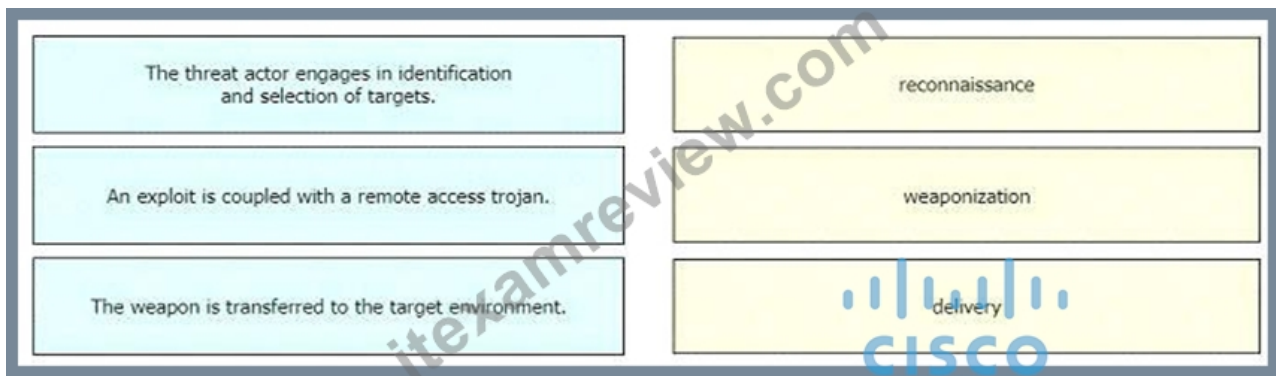 The threat actor engages in identification
and selection of targets.
reconnaissance
An exploit is coupled with a remote access trojan.
weaponization
The weapon is transferred to the target environment.
delivery
itexamreview.com
CISCO